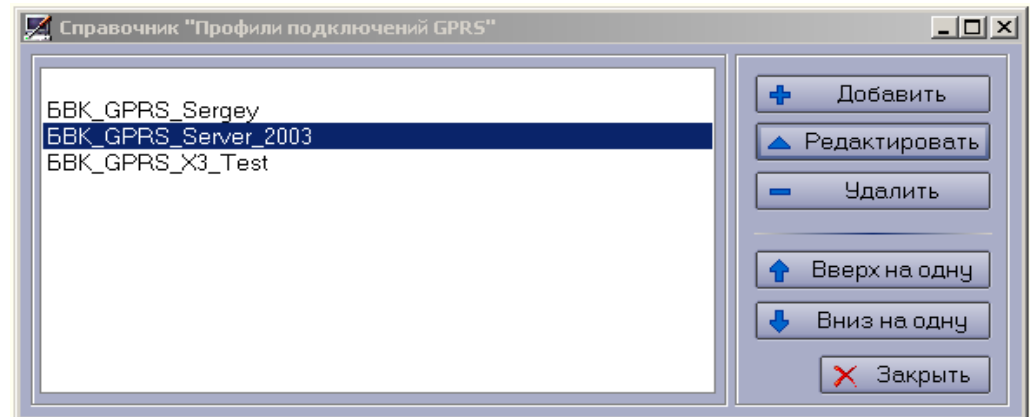 Справочник "Профили подключений GPRS"
БВК_GPRS_Sergey
БВК_GPRS_Server_2003
БВК_GPRS_X3_Test
Добавить
Редактировать
Удалить
Вверх на одну
Вниз на одну
Закрыть